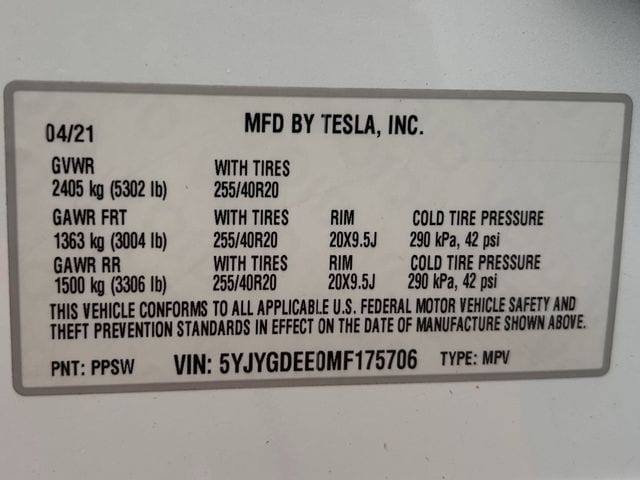 04/21 MFD BY TESLA, INC.
GVWR WITH TIRES
2405 kg (5302 lb) 255/40R20
GAWR FRT WITH TIRES RIM COLD TIRE PRESSURE
1363 kg (3004 lb) 255/40R20 20X9.5J 290 kPa, 42 psi
GAWR RR WITH TIRES RIM COLD TIRE PRESSURE
1500 kg (3306 lb) 255/40R20 20X9.5J 290 kPa, 42 psi
THIS VEHICLE CONFORMS TO ALL APPLICABLE U.S. FEDERAL MOTOR VEHICLE SAFETY AND
THEFT PREVENTION STANDARDS IN EFFECT ON THE DATE OF MANUFACTURE SHOWN ABOVE.
PNT: PPSW VIN: 5YJYGDEE0MF175706 TYPE: MPV